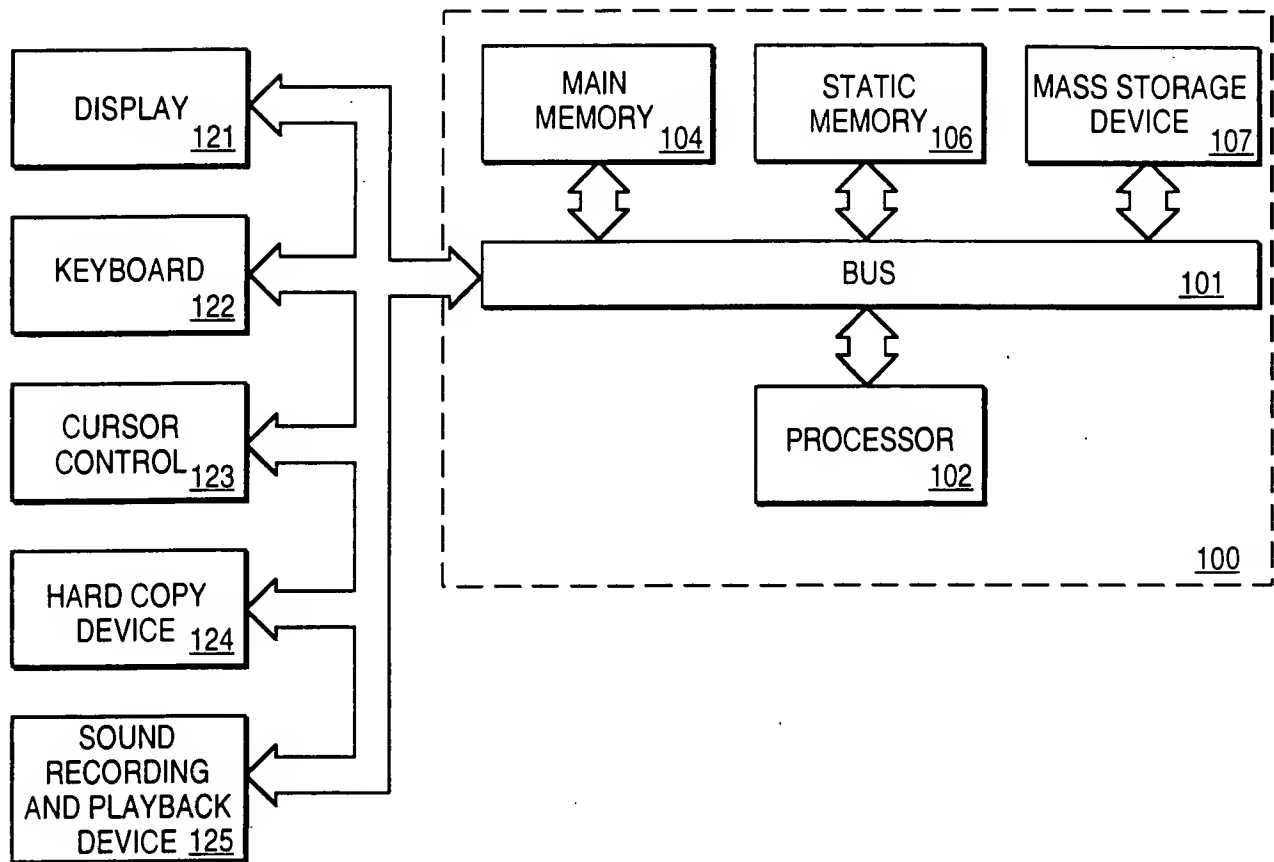 DISPLAY
121
KEYBOARD
122
CURSOR
CONTROL
123
HARD COPY
DEVICE 124
SOUND
RECORDING
AND PLAYBACK
DEVICE 125
MAIN
MEMORY
104
STATIC
MEMORY
106
MASS STORAGE
DEVICE
107
BUS
101
PROCESSOR
102
100